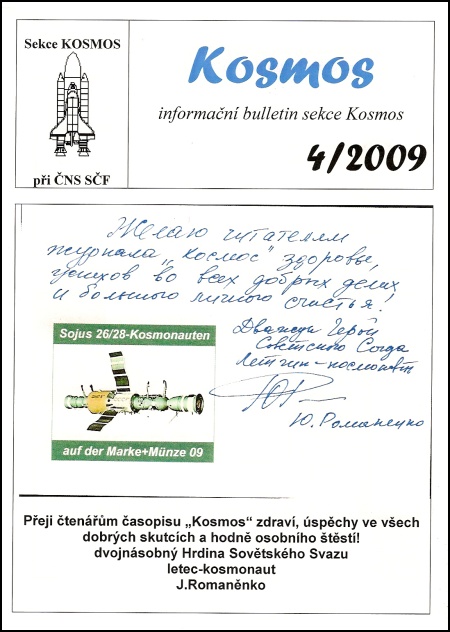 Sekce KOSMOS
při ČNS SČF
Kosmos
informační bulletin sekce Kosmos
4/2009
Желаю читателям
журнала „Космос" здоровье,
успехов во всех добрых делах
и большого личного счастья!
Дважды Герой
Советского Союза
Летчик-космонавт
Ю. Романенко
Sojus 26/28-Kosmonauten
auf der Marke+Münze 09
Přeji čtenářům časopisu „Kosmos" zdraví, úspěchy ve všech
dobrých skutcích a hodně osobního štěstí!
dvojnásobný Hrdina Sovětského Svazu
letec-kosmonaut
J.Romaněnko